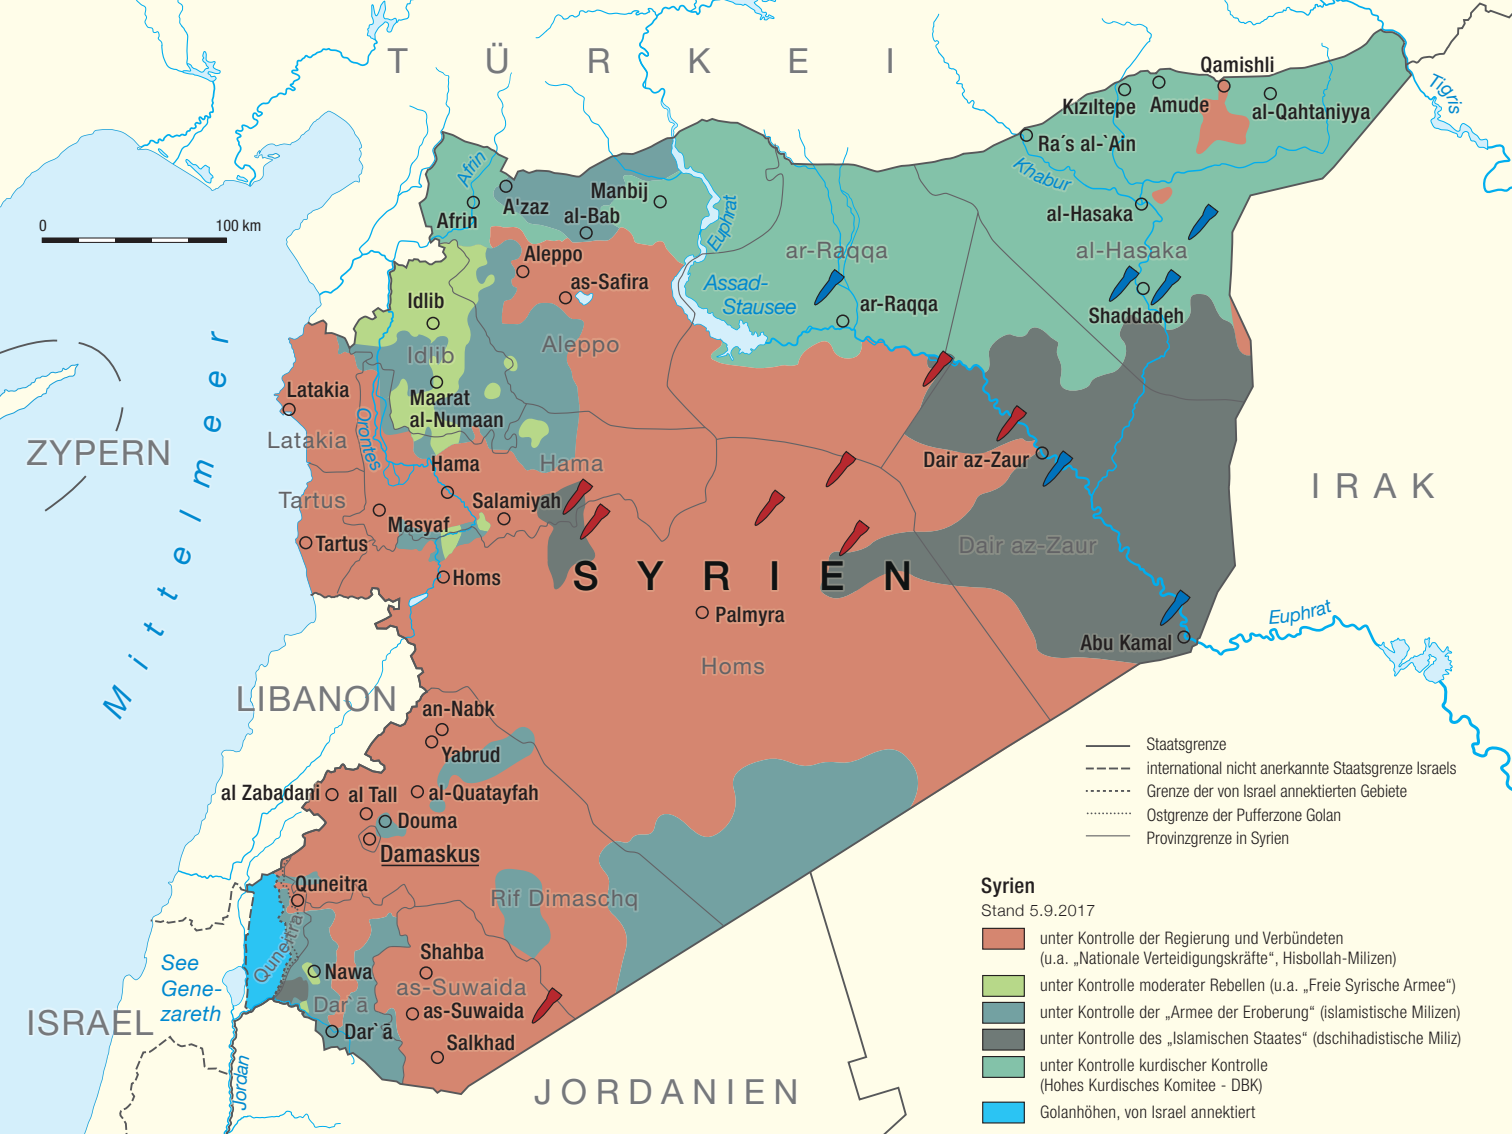 T Ü R K E I
Qamishli
Kızıltepe
Amude
al-Qahtaniyya
Tigris
Ra´s al-`Ain
Khabur
Afrin
Afrin
A'zaz
Manbij
al-Bab
Euphrat
al-Hasaka
al-Hasaka
0
100 km
Aleppo
as-Safira
ar-Raqqa
Assad-
Stausee
ar-Raqqa
Shaddadeh
Idlib
Idlib
Aleppo
Maarat
al-Numaan
Latakia
Latakia
Orontes
ZYPERN
Mittelmeer
Hama
Hama
Dair az-Zaur
I R A K
Tartus
Salamiyah
Masyaf
Tartus
Dair az-Zaur
Homs
S Y R I E N
Palmyra
Abu Kamal
Euphrat
Homs
LIBANON
an-Nabk
Yabrud
al Zabadani
al Tall
al-Quatayfah
Douma
Damaskus
Quneitra
Quneitra
Rif Dimaschq
Shahba
Nawa
as-Suwaida
Dar`ā
as-Suwaida
Dar`ā
Salkhad
See
Gene-
zareth
ISRAEL
Jordan
JORDANIEN
Staatsgrenze
international nicht anerkannte Staatsgrenze Israels
Grenze der von Israel annektierten Gebiete
Ostgrenze der Pufferzone Golan
Provinzgrenze in Syrien
Syrien
Stand 5.9.2017
unter Kontrolle der Regierung und Verbündeten
(u.a. „Nationale Verteidigungskräfte“, Hisbollah-Milizen)
unter Kontrolle moderater Rebellen (u.a. „Freie Syrische Armee“)
unter Kontrolle der „Armee der Eroberung“ (islamistische Milizen)
unter Kontrolle des „Islamischen Staates“ (dschihadistische Miliz)
unter Kontrolle kurdischer Kontrolle
(Hohes Kurdisches Komitee - DBK)
Golanhöhen, von Israel annektiert